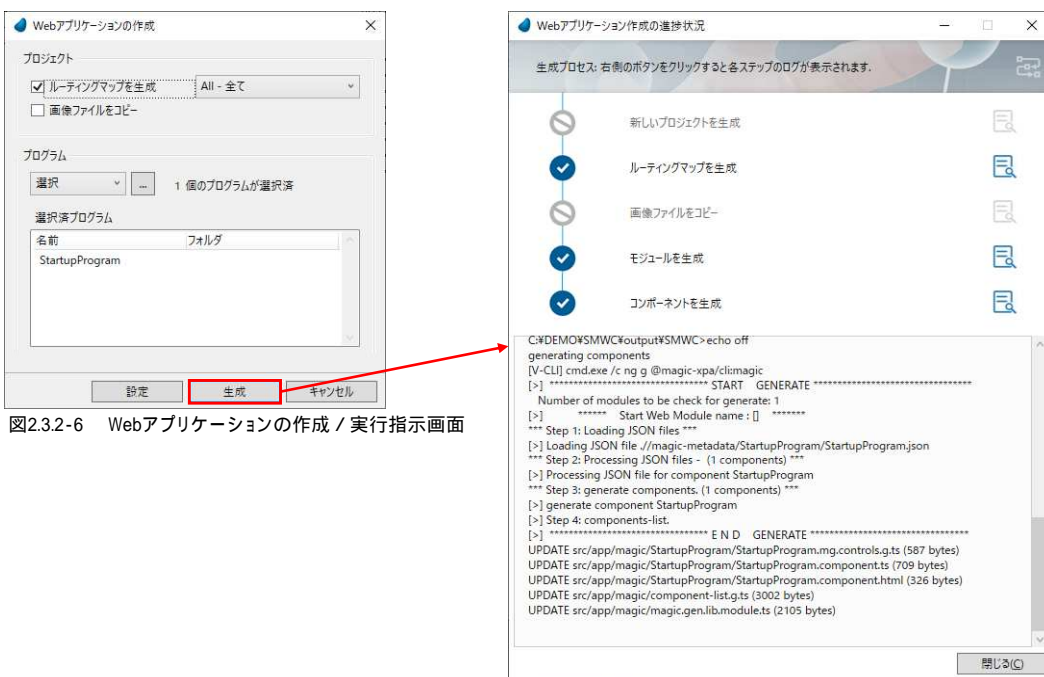 Webアプリケーションの作成
プロジェクト
ルーティングマップを生成 All - 全て
画像ファイルをコピー
プログラム
選択 ... 1 個のプログラムが選択済
選択済プログラム
名前 フォルダ
StartupProgram
設定 生成 キャンセル
図2.3.2-6 Webアプリケーションの作成 / 実行指示画面
Webアプリケーション作成の進捗状況
生成プロセス: 右側のボタンをクリックすると各ステップのログが表示されます.
新しいプロジェクトを生成
ルーティングマップを生成
画像ファイルをコピー
モジュールを生成
コンポーネントを生成
C:¥DEMO¥SMWC¥output¥SMWC>echo off
generating components
[V-CLI] cmd.exe /c ng g @magic-xpa/cli:magic
[>] ******************************** START GENERATE ********************************
Number of modules to be check for generate: 1
[>] ****** Start Web Module name : [] *******
*** Step 1: Loading JSON files ***
[>] Loading JSON file .//magic-metadata/StartupProgram/StartupProgram.json
*** Step 2: Processing JSON files - (1 components) ***
[>] Processing JSON file for component StartupProgram
*** Step 3: generate components. (1 components) ***
[>] generate component StartupProgram
[>] Step 4: components-list.
[>] ******************************** E N D GENERATE ********************************
UPDATE src/app/magic/StartupProgram/StartupProgram.mg.controls.g.ts (587 bytes)
UPDATE src/app/magic/StartupProgram/StartupProgram.component.ts (709 bytes)
UPDATE src/app/magic/StartupProgram/StartupProgram.component.html (326 bytes)
UPDATE src/app/magic/component-list.g.ts (3002 bytes)
UPDATE src/app/magic/magic.gen.lib.module.ts (2105 bytes)
閉じる(C)